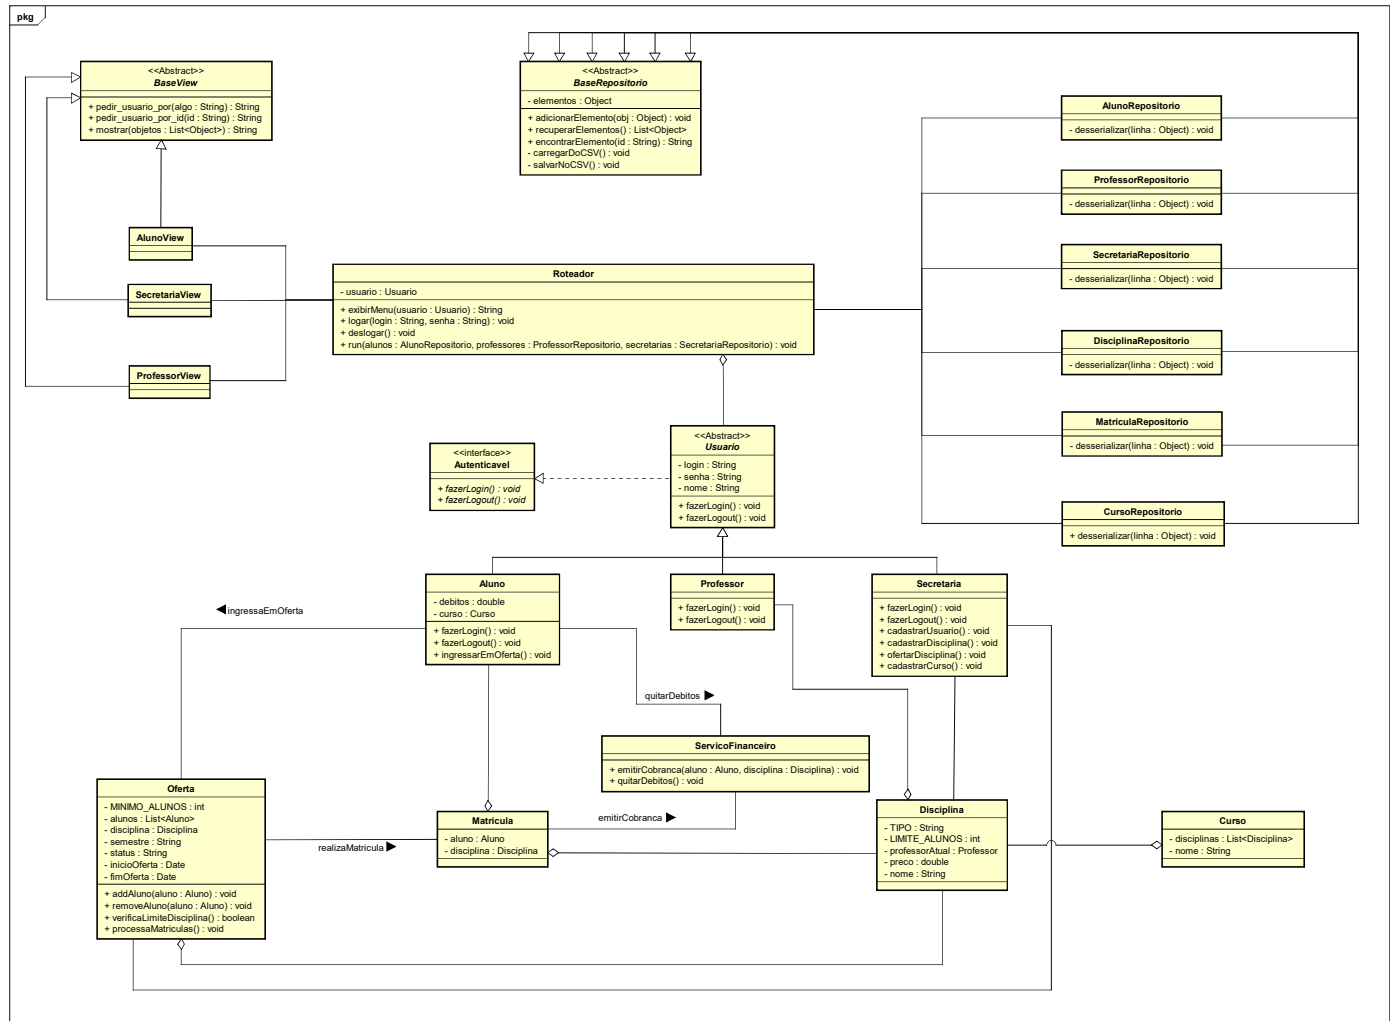 pkg
<<Abstract>>
BaseView
+ pedir_usuario_por(algo : String) : String
+ pedir_usuario_por_id(id : String) : String
+ mostrar(objetos : List<Object>) : String
<<Abstract>>
BaseRepositorio
- elementos : Object
+ adicionarElemento(obj : Object) : void
+ recuperarElementos() : List<Object>
+ encontrarElemento(id : String) : String
- carregarDoCSV() : void
- salvarNoCSV() : void
AlunoRepositorio
- desserializar(linha : Object) : void
ProfessorRepositorio
- desserializar(linha : Object) : void
SecretariaRepositorio
- desserializar(linha : Object) : void
DisciplinaRepositorio
- desserializar(linha : Object) : void
MatriculaRepositorio
- desserializar(linha : Object) : void
CursoRepositorio
+ desserializar(linha : Object) : void
AlunoView
SecretariaView
ProfessorView
Roteador
- usuario : Usuario
+ exibirMenu(usuario : Usuario) : String
+ logar(login : String, senha : String) : void
+ deslogar() : void
+ run(alunos : AlunoRepositorio, professores : ProfessorRepositorio, secretarias : SecretariaRepositorio) : void
<<interface>>
Autenticavel
+ fazerLogin() : void
+ fazerLogout() : void
<<Abstract>>
Usuario
- login : String
- senha : String
- nome : String
+ fazerLogin() : void
+ fazerLogout() : void
Aluno
- debitos : double
- curso : Curso
+ fazerLogin() : void
+ fazerLogout() : void
+ ingressarEmOferta() : void
Professor
+ fazerLogin() : void
+ fazerLogout() : void
Secretaria
+ fazerLogin() : void
+ fazerLogout() : void
+ cadastrarUsuario() : void
+ cadastrarDisciplina() : void
+ ofertarDisciplina() : void
+ cadastrarCurso() : void
ingressaEmOferta
quitarDebitos
ServicoFinanceiro
+ emitirCobranca(aluno : Aluno, disciplina : Disciplina) : void
+ quitarDebitos() : void
Oferta
- MINIMO_ALUNOS : int
- alunos : List<Aluno>
- disciplina : Disciplina
- semestre : String
- status : String
- inicioOferta : Date
- fimOferta : Date
+ addAluno(aluno : Aluno) : void
+ removeAluno(aluno : Aluno) : void
+ verificaLimiteDisciplina() : boolean
+ processaMatriculas() : void
realizaMatricula
Matricula
- aluno : Aluno
- disciplina : Disciplina
emitirCobranca
Disciplina
- TIPO : String
- LIMITE_ALUNOS : int
- professorAtual : Professor
- preco : double
- nome : String
Curso
- disciplinas : List<Disciplina>
- nome : String